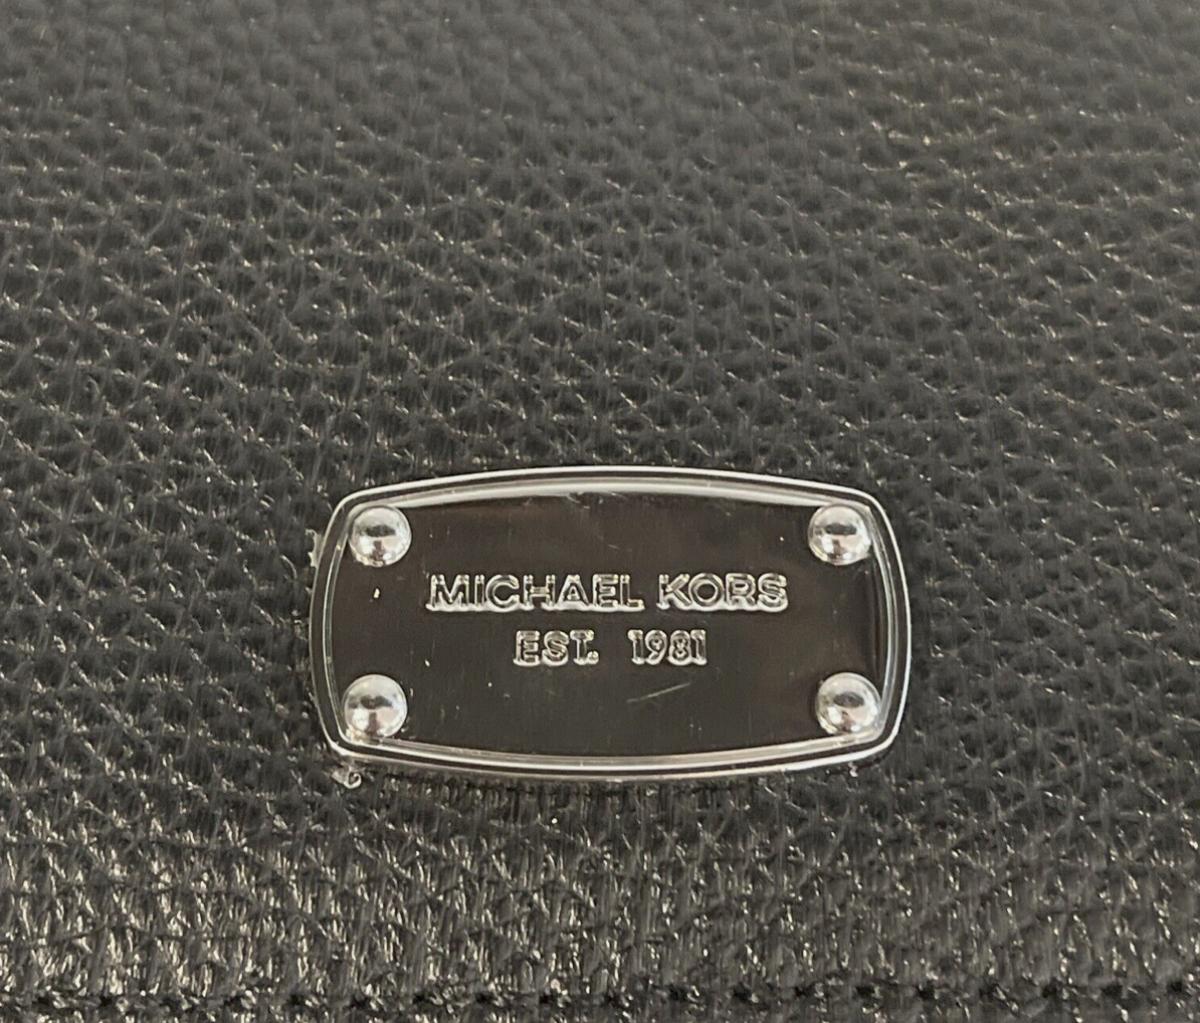 MICHAEL KORS
EST. 1981